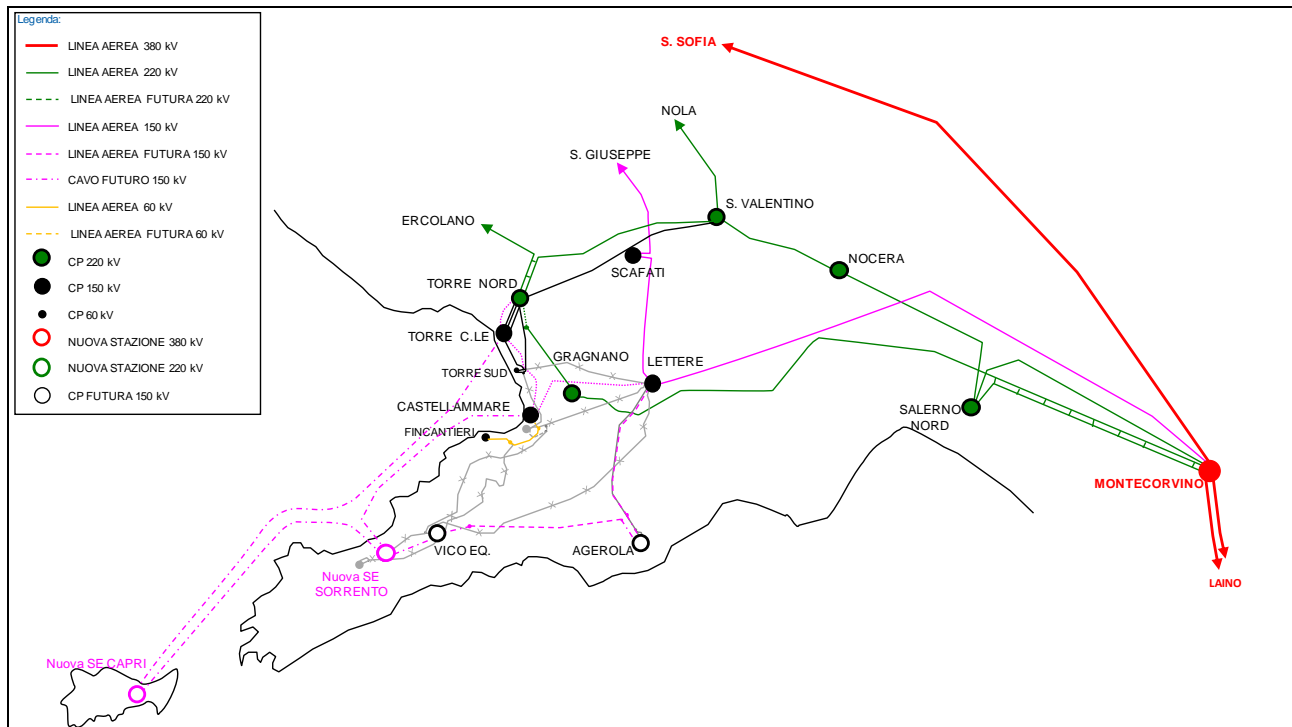 Legenda:
LINEA AEREA 380 kV
LINEA AEREA 220 kV
LINEA AEREA FUTURA 220 kV
LINEA AEREA 150 kV
LINEA AEREA FUTURA 150 kV
CAVO FUTURO 150 kV
LINEA AEREA 60 kV
LINEA AEREA FUTURA 60 kV
CP 220 kV
CP 150 kV
CP 60 kV
NUOVA STAZIONE 380 kV
NUOVA STAZIONE 220 kV
CP FUTURA 150 kV
S. SOFIA
NOLA
S. GIUSEPPE
S. VALENTINO
ERCOLANO
NOCERA
SCAFATI
TORRE NORD
TORRE C.LE
GRAGNANO
LETTERE
TORRE SUD
CASTELLAMMARE
SALERNO
NORD
FINCANTIERI
MONTECORVINO
VICO EQ.
AGEROLA
Nuova SE
SORRENTO
LAINO
Nuova SE CAPRI